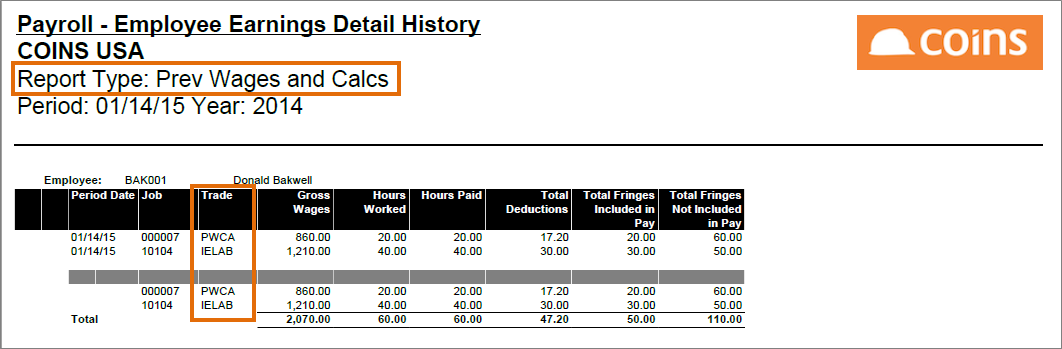 Payroll - Employee Earnings Detail History
COINS USA
Report Type: Prev Wages and Calcs
Period: 01/14/15 Year: 2014
coins
Employee: BAK001 Donald Bakwell
Period Date Job Trade Gross Wages Hours Worked Hours Paid Total Deductions Total Fringes Included in Pay Total Fringes Not Included in Pay
01/14/15 000007 PWCA 860.00 20.00 20.00 17.20 20.00 60.00
01/14/15 10104 IELAB 1,210.00 40.00 40.00 30.00 30.00 50.00
000007 PWCA 860.00 20.00 20.00 17.20 20.00 60.00
10104 IELAB 1,210.00 40.00 40.00 30.00 30.00 50.00
Total 2,070.00 60.00 60.00 47.20 50.00 110.00